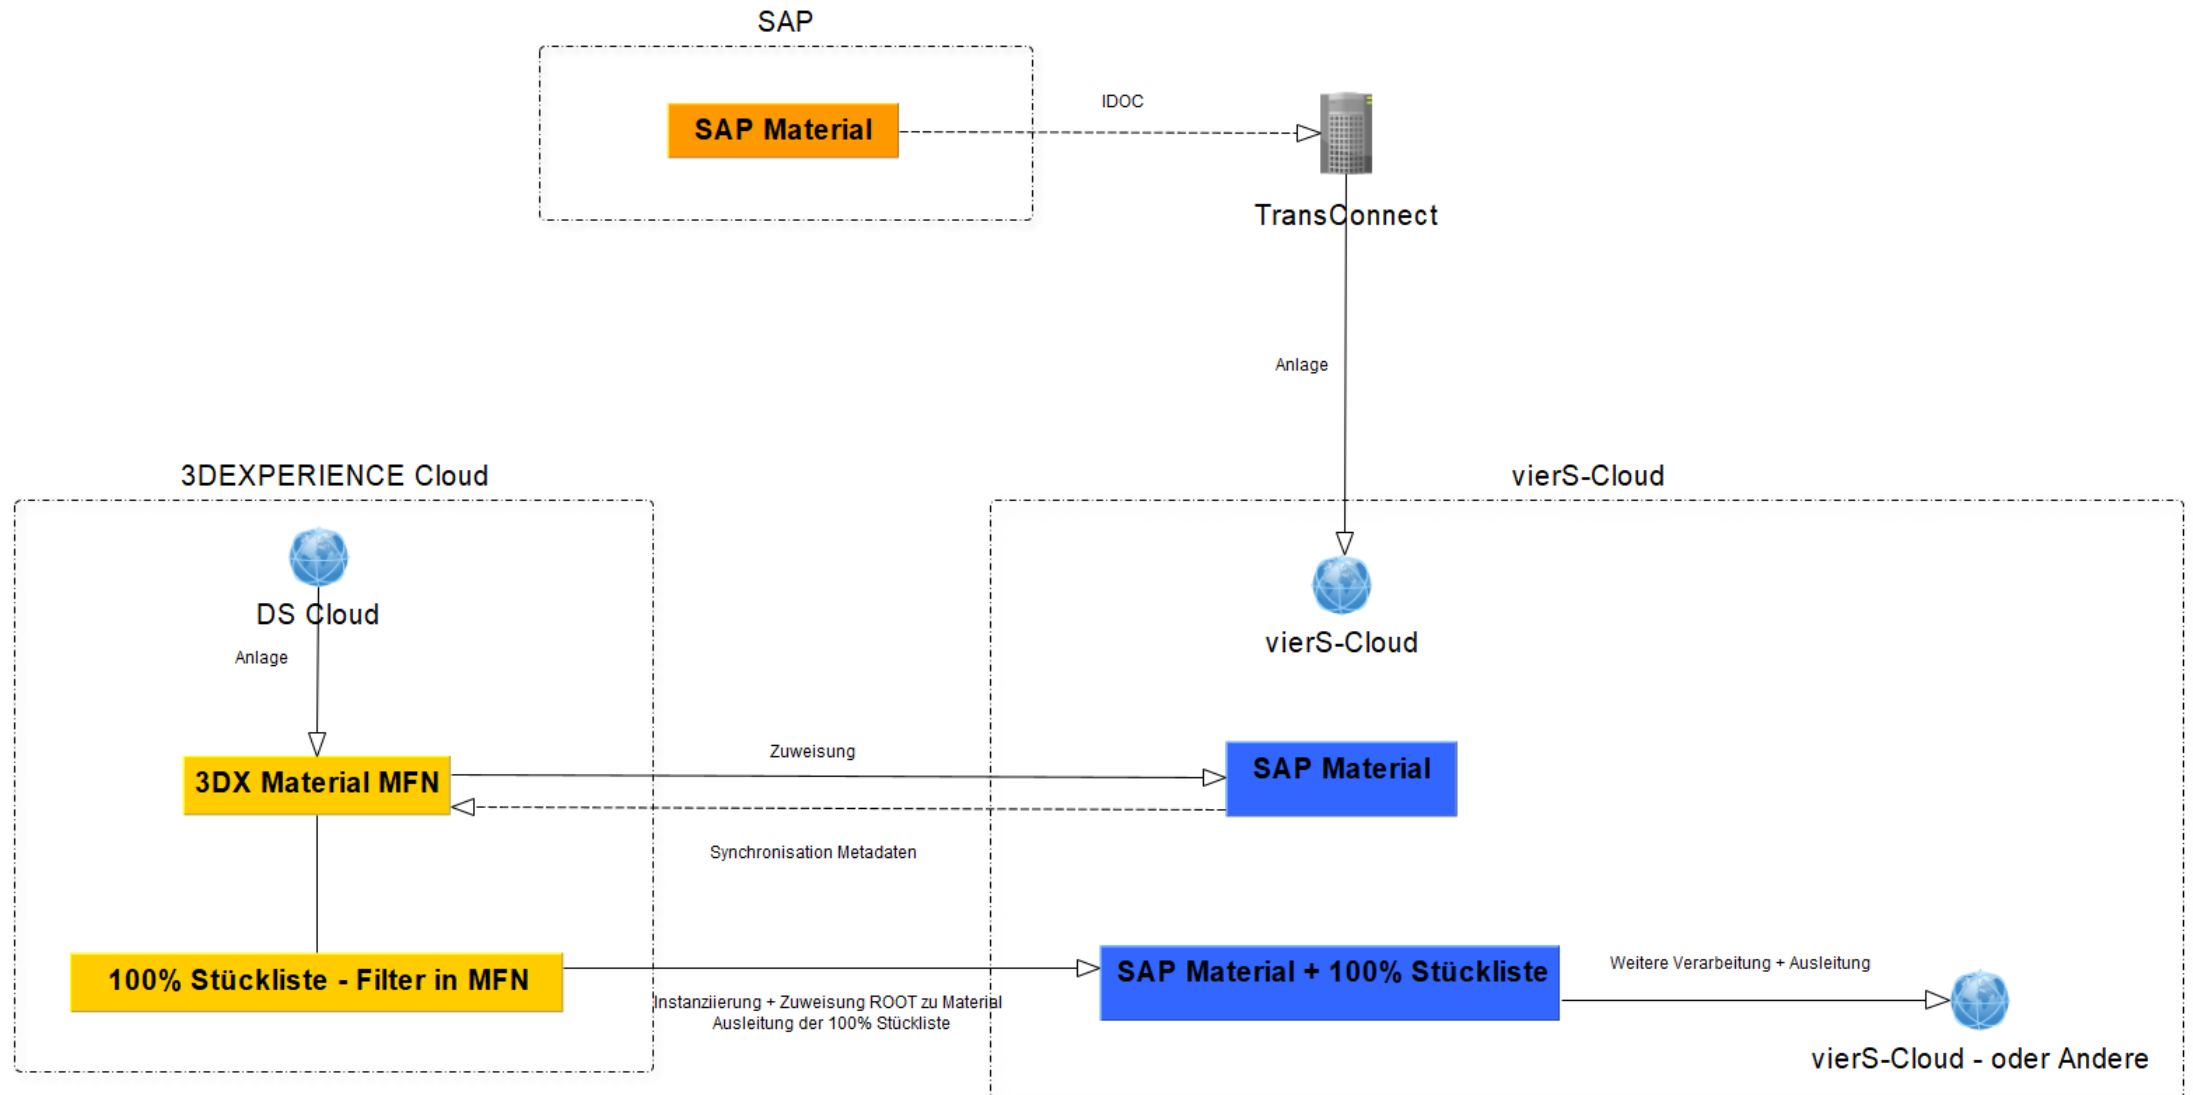 SAP
SAP Material
IDOC
TransConnect
Anlage
3DEXPERIENCE Cloud
vierS-Cloud
DS Cloud
Anlage
vierS-Cloud
3DX Material MFN
Zuweisung
SAP Material
Synchronisation Metadaten
100% Stückliste - Filter in MFN
Instanziierung + Zuweisung ROOT zu Material
Ausleitung der 100% Stückliste
SAP Material + 100% Stückliste
Weitere Verarbeitung + Ausleitung
vierS-Cloud - oder Andere